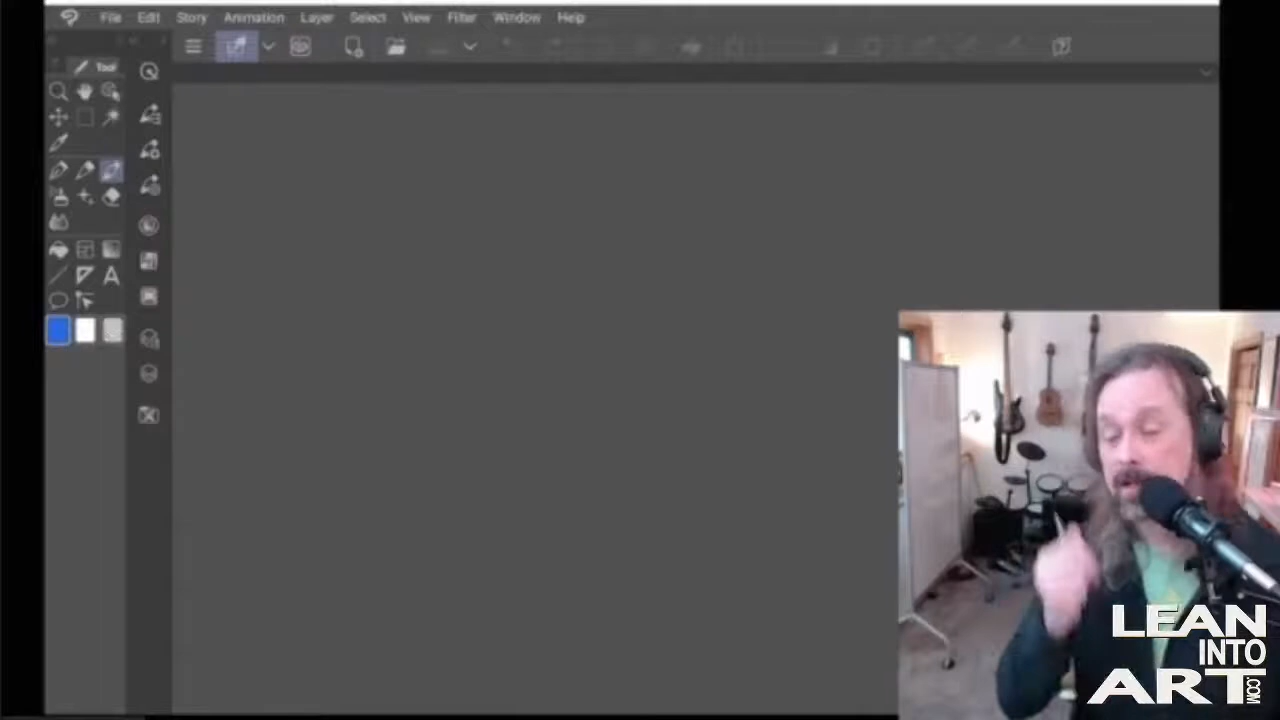 File Edit Story Animation Layer Select View Filter Window Help
Tool
A
LEAN
INTO
ART.COM